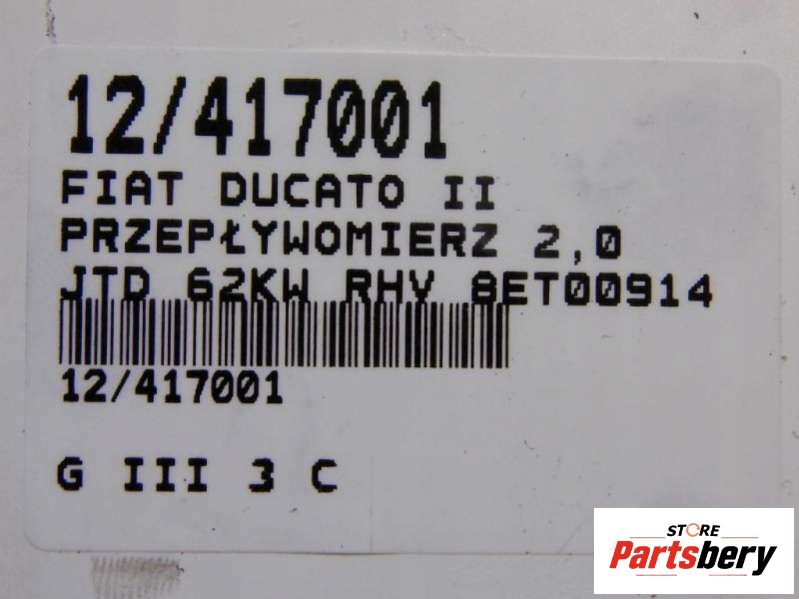 12/417001
FIAT DUCATO II
PRZEPŁYWOMIERZ 2,0
JTD 62KW RHV 8ET00914
12/417001
G III 3 C
STORE
Partsbery